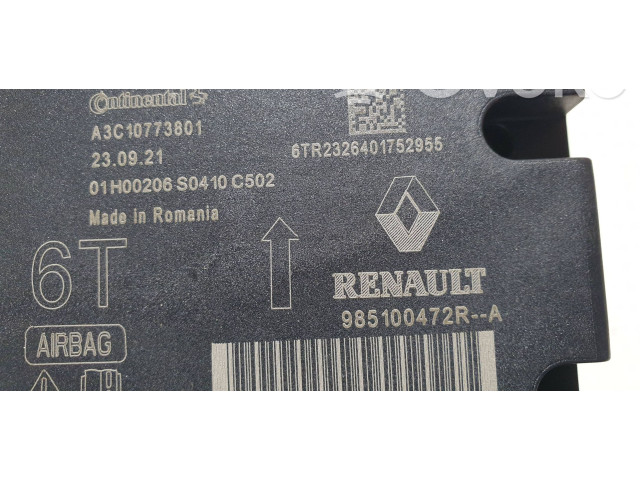 Continental
A3C10773801
23.09.21
01H00206 S0410 C502
Made in Romania
6TR2326401752955
6T
RENAULT
985100472R--A
AIRBAG